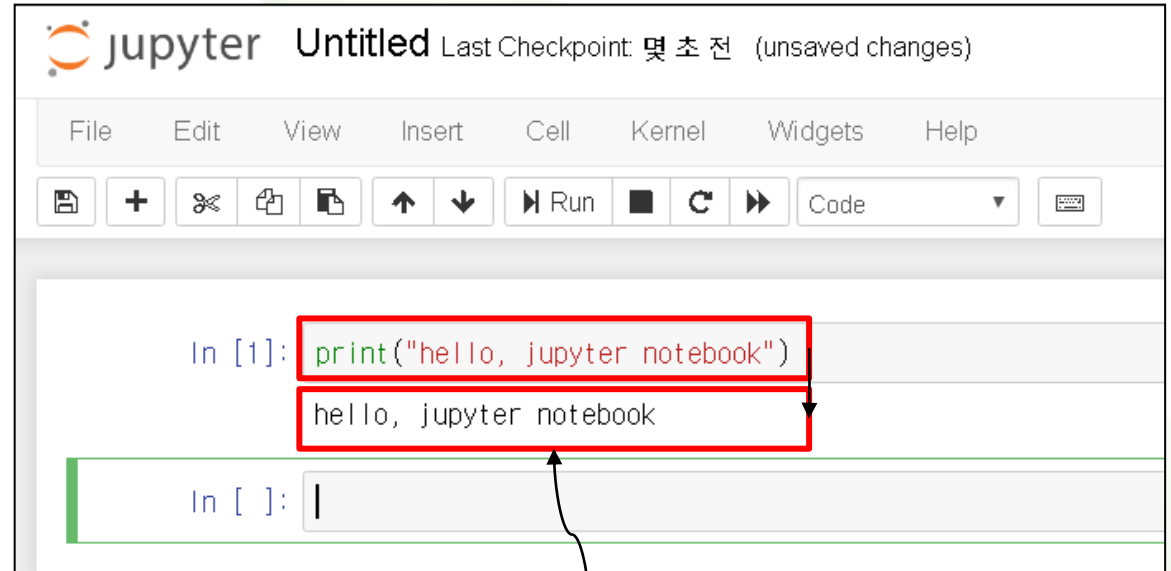 jupyter Untitled Last Checkpoint: 몇 초 전 (unsaved changes)
File Edit View Insert Cell Kernel Widgets Help
Run Code
In [1]: print("hello, jupyter notebook")
hello, jupyter notebook
In [ ]: